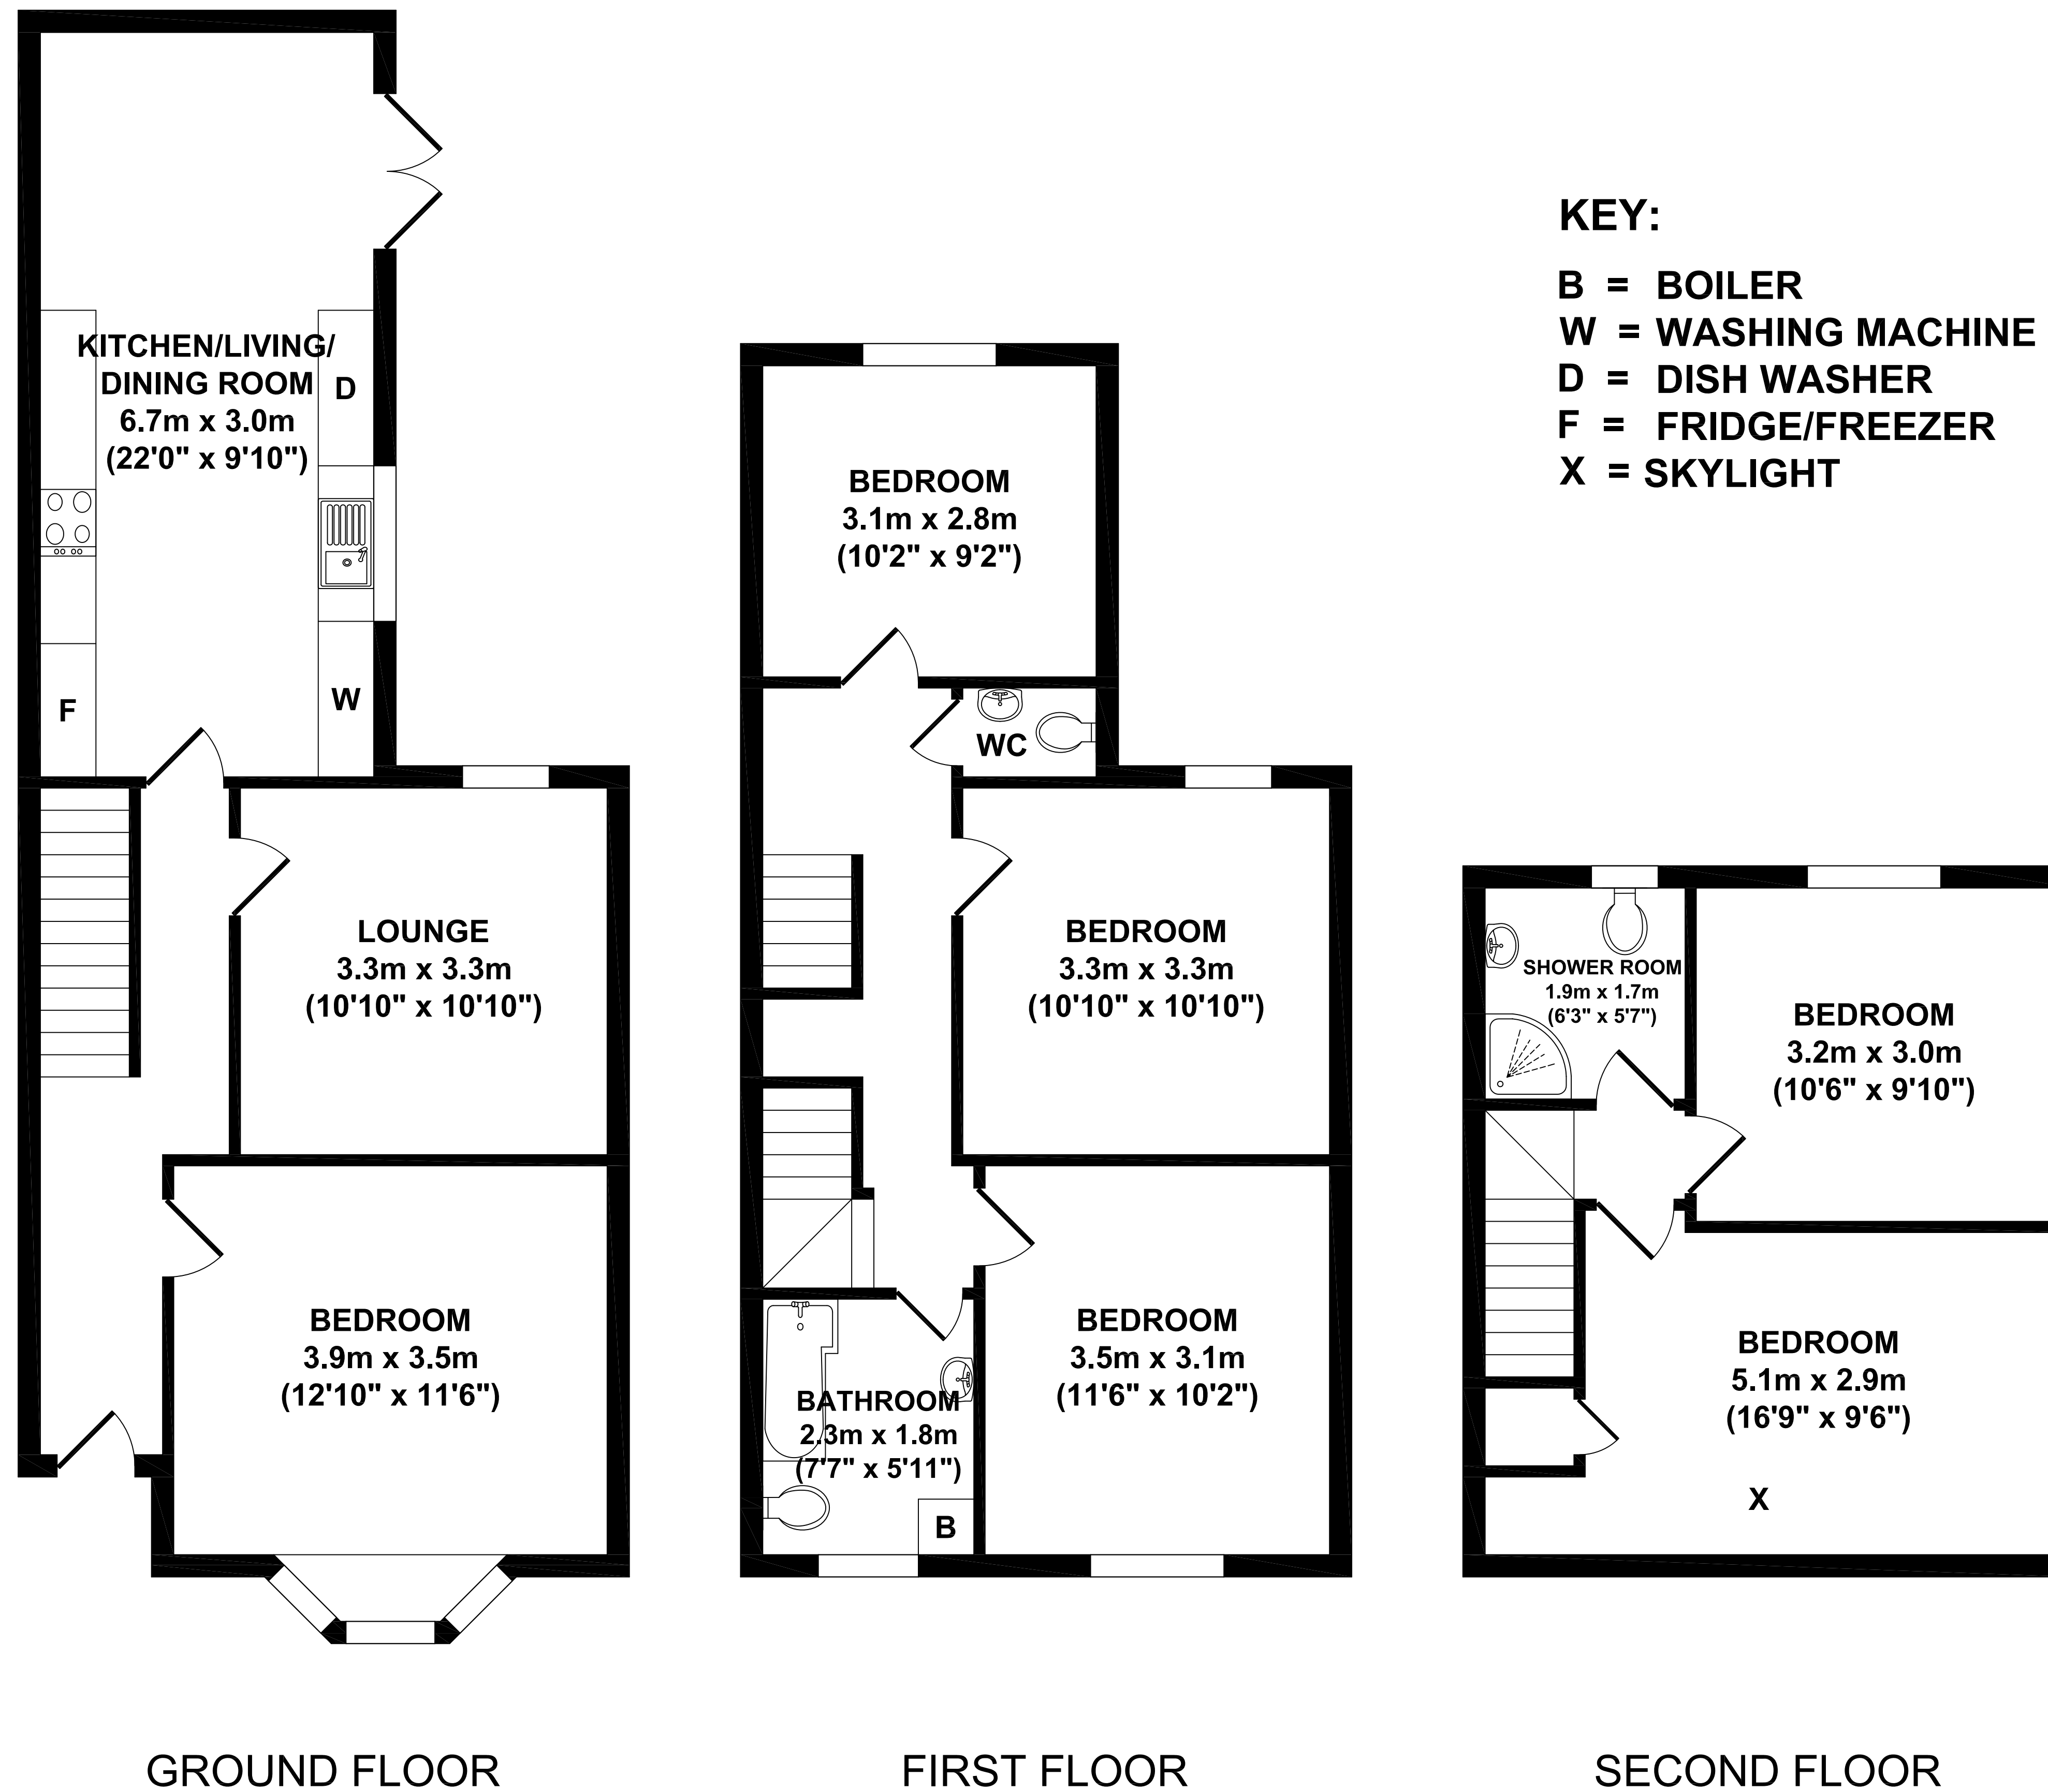 KITCHEN/LIVING/
DINING ROOM
6.7m x 3.0m
(22'0" x 9'10")
D
F
W
LOUNGE
3.3m x 3.3m
(10'10" x 10'10")
BEDROOM
3.9m x 3.5m
(12'10" x 11'6")
GROUND FLOOR
BEDROOM
3.1m x 2.8m
(10'2" x 9'2")
WC
BEDROOM
3.3m x 3.3m
(10'10" x 10'10")
BEDROOM
3.5m x 3.1m
(11'6" x 10'2")
BATHROOM
2.3m x 1.8m
(7'7" x 5'11")
B
FIRST FLOOR
KEY:
B = BOILER
W = WASHING MACHINE
D = DISH WASHER
F = FRIDGE/FREEZER
X = SKYLIGHT
SHOWER ROOM
1.9m x 1.7m
(6'3" x 5'7")
BEDROOM
3.2m x 3.0m
(10'6" x 9'10")
BEDROOM
5.1m x 2.9m
(16'9" x 9'6")
X
SECOND FLOOR